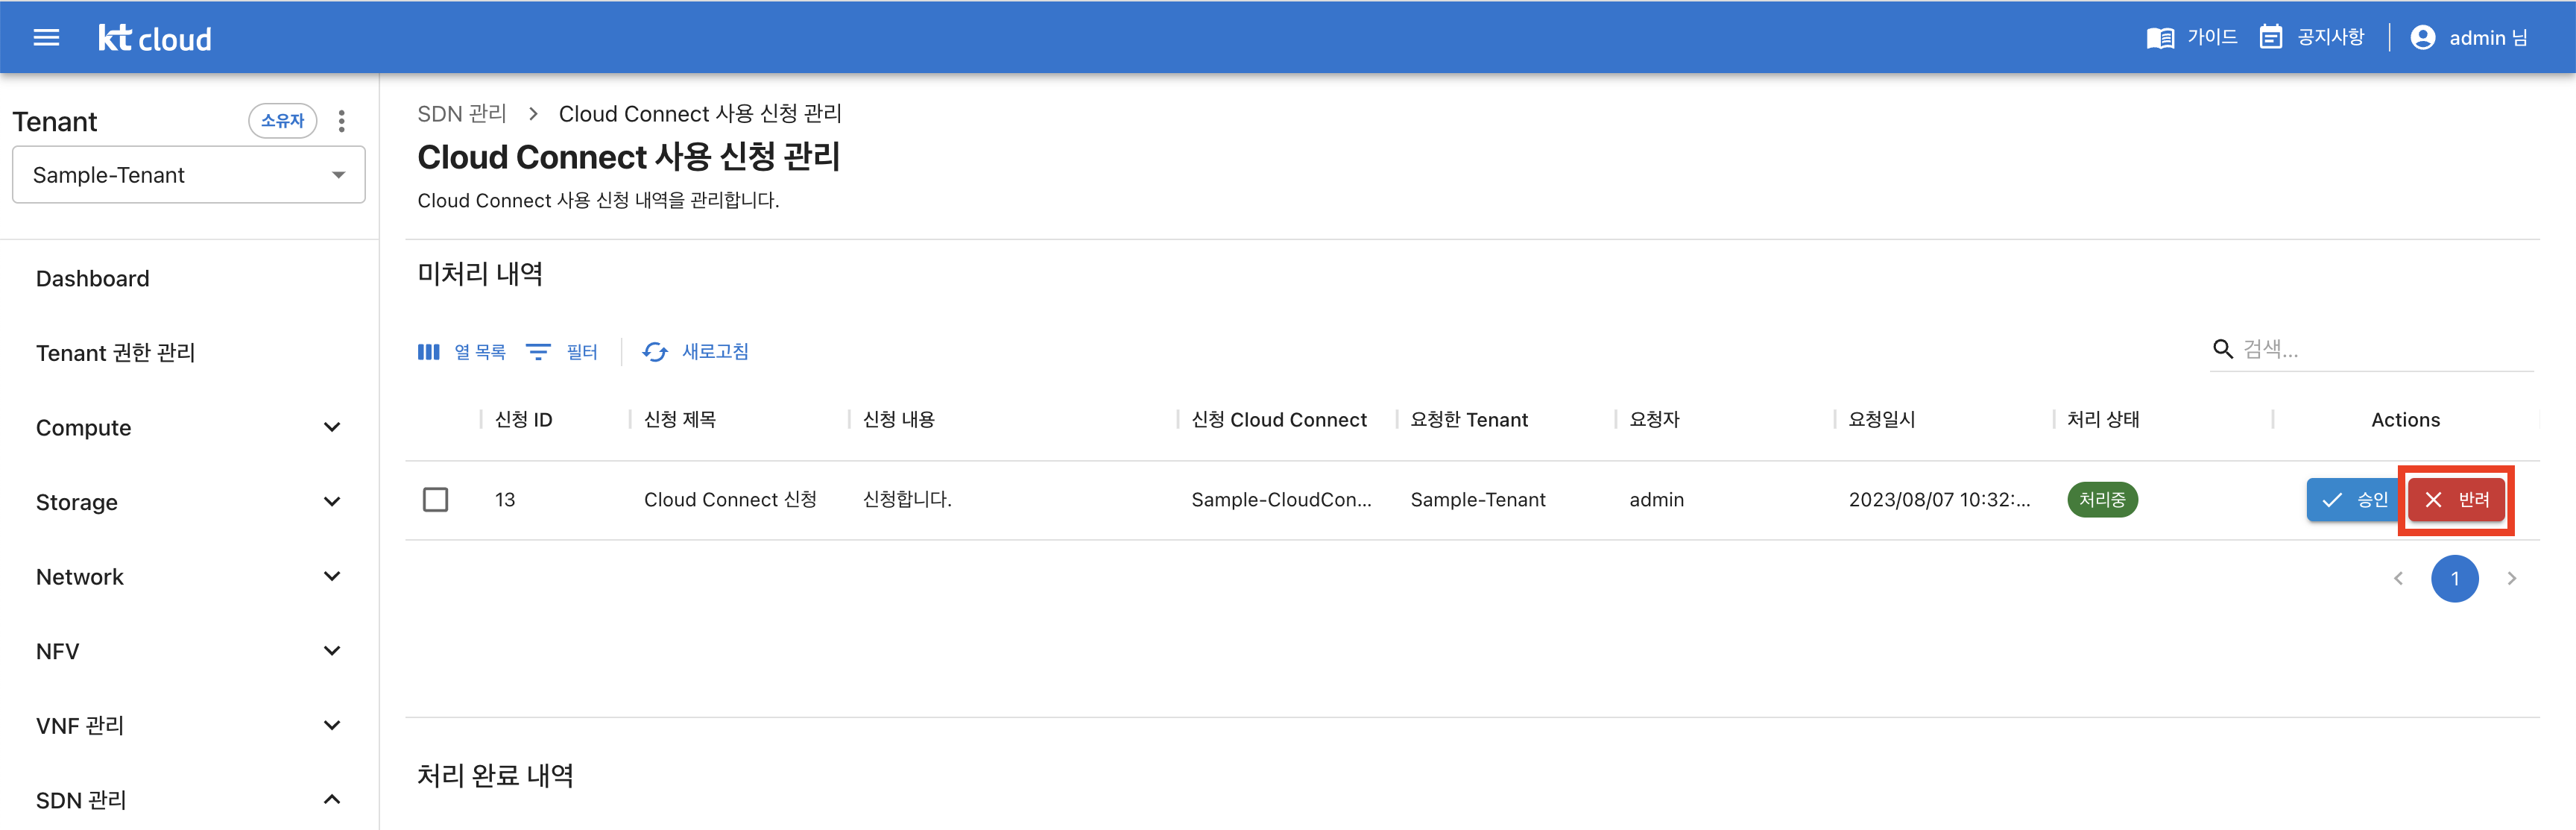 kt cloud
가이드
공지사항
admin 님
Tenant
소유자
Sample-Tenant
Dashboard
Tenant 권한 관리
Compute
Storage
Network
NFV
VNF 관리
SDN 관리
SDN 관리 > Cloud Connect 사용 신청 관리
Cloud Connect 사용 신청 관리
Cloud Connect 사용 신청 내역을 관리합니다.
미처리 내역
열 목록 필터 새로고침
검색...
신청 ID 신청 제목 신청 내용 신청 Cloud Connect 요청한 Tenant 요청자 요청일시 처리 상태 Actions
13 Cloud Connect 신청 신청합니다. Sample-CloudCon... Sample-Tenant admin 2023/08/07 10:32:... 처리중 승인 반려
1
처리 완료 내역